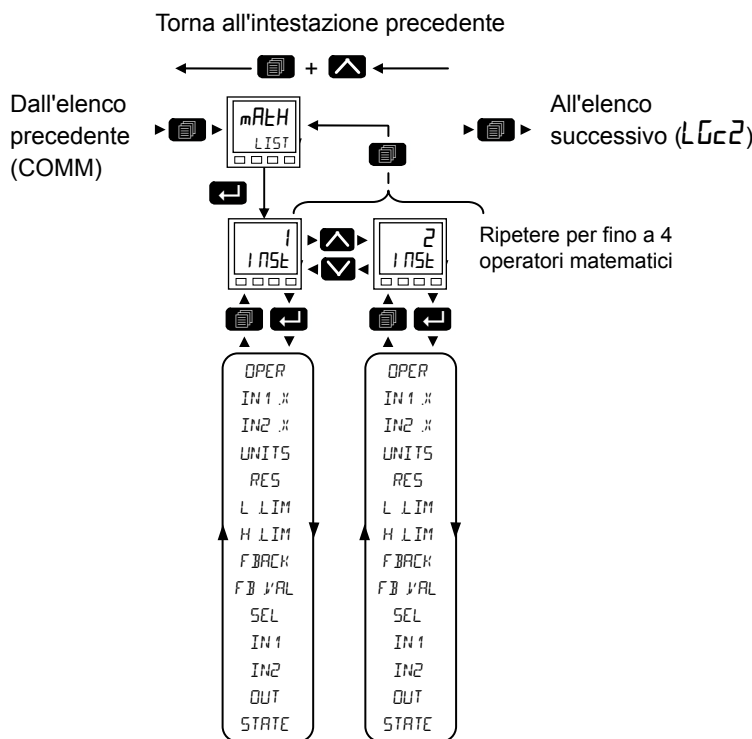 Torna all'intestazione precedente
+
Dall'elenco
precedente
(COMM)
mAtH
LIST
All'elenco
successivo (LGc2)
1
INSt
2
INSt
Ripetere per fino a 4
operatori matematici
OPER
IN1.X
IN2.X
UNITS
RES
L.LIM
H.LIM
FBACK
FB.VAL
SEL
IN1
IN2
OUT
STATE
OPER
IN1.X
IN2.X
UNITS
RES
L.LIM
H.LIM
FBACK
FB.VAL
SEL
IN1
IN2
OUT
STATE